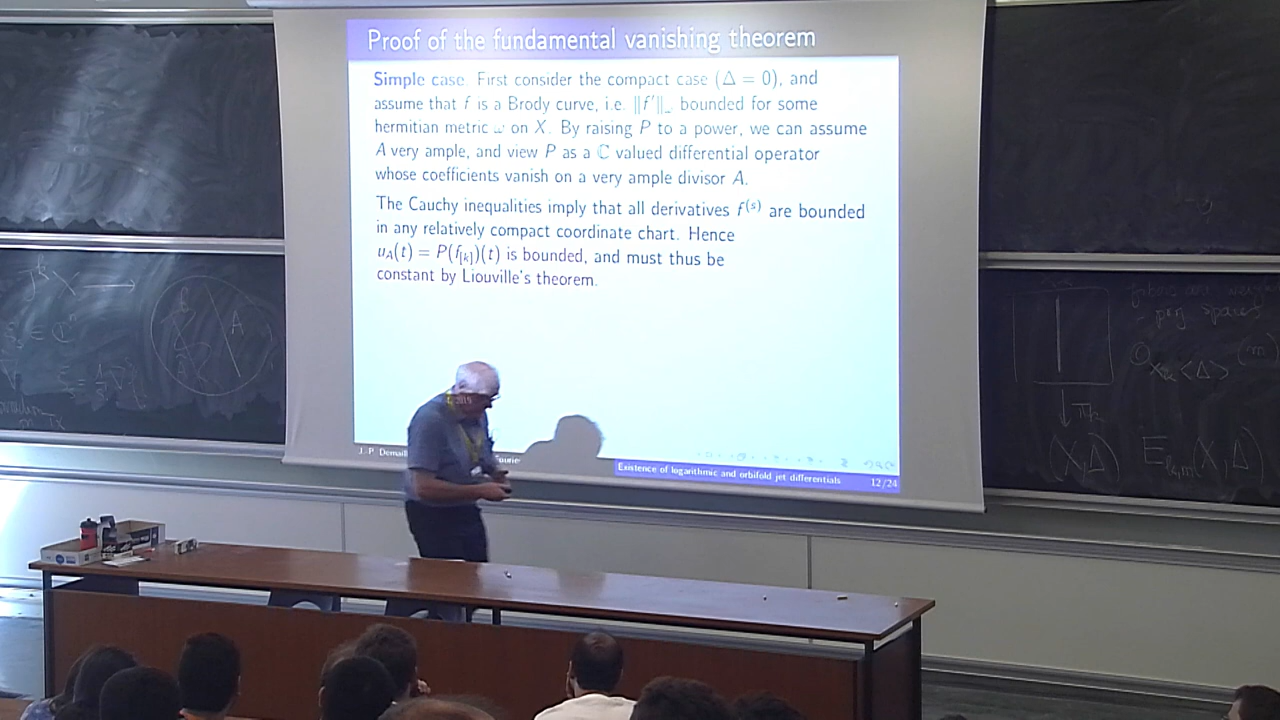 Proof of the fundamental vanishing theorem
Simple case. First consider the compact case (Δ = 0), and
assume that f is a Brody curve, i.e. ‖f′‖ω bounded for some
hermitian metric ω on X. By raising P to a power, we can assume
A very ample, and view P as a ℂ valued differential operator
whose coefficients vanish on a very ample divisor A.
The Cauchy inequalities imply that all derivatives f⁽ˢ⁾ are bounded
in any relatively compact coordinate chart. Hence
u_A(t) = P(f_[k])(t) is bounded, and must thus be
constant by Liouville's theorem.
J.-P. Demail
Existence of logarithmic and orbifold jet differentials
12/24
A
π_k
(X,Δ)
E_k,m(X,Δ)